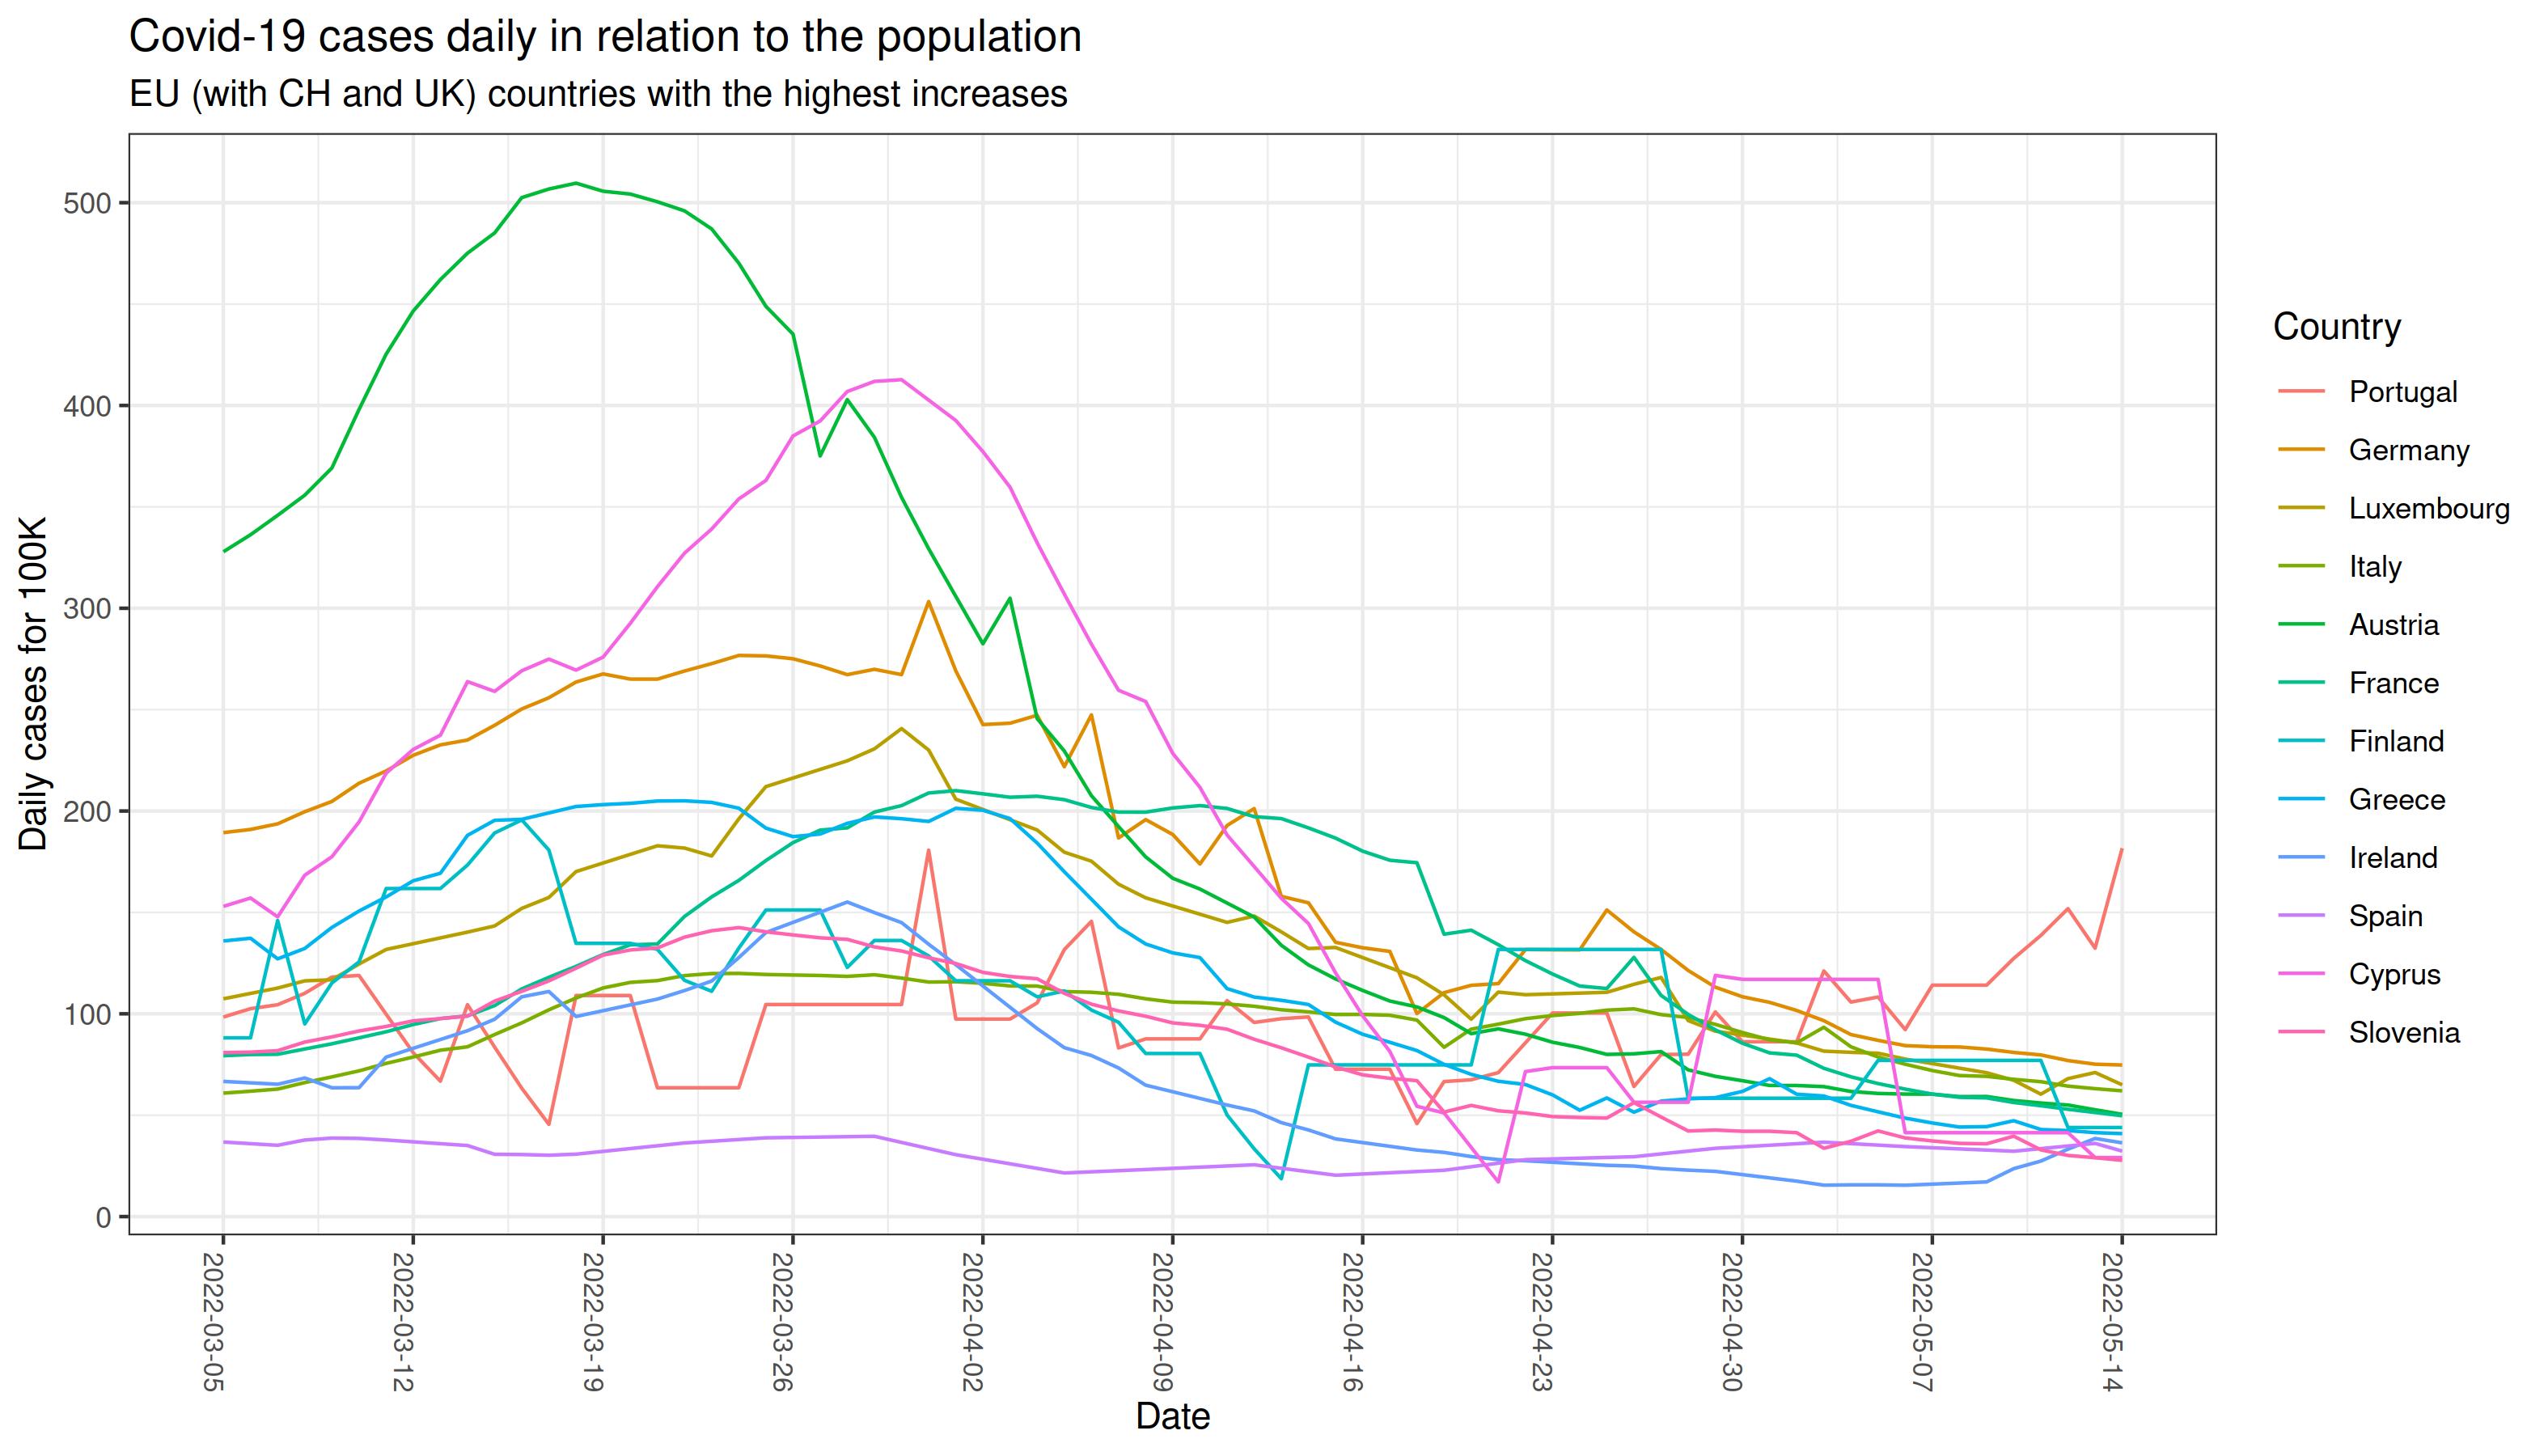 Covid-19 cases daily in relation to the population
EU (with CH and UK) countries with the highest increases
Daily cases for 100K
500
400
300
200
100
0
2022-03-05
2022-03-12
2022-03-19
2022-03-26
2022-04-02
2022-04-09
2022-04-16
2022-04-23
2022-04-30
2022-05-07
2022-05-14
Date
Country
Portugal
Germany
Luxembourg
Italy
Austria
France
Finland
Greece
Ireland
Spain
Cyprus
Slovenia